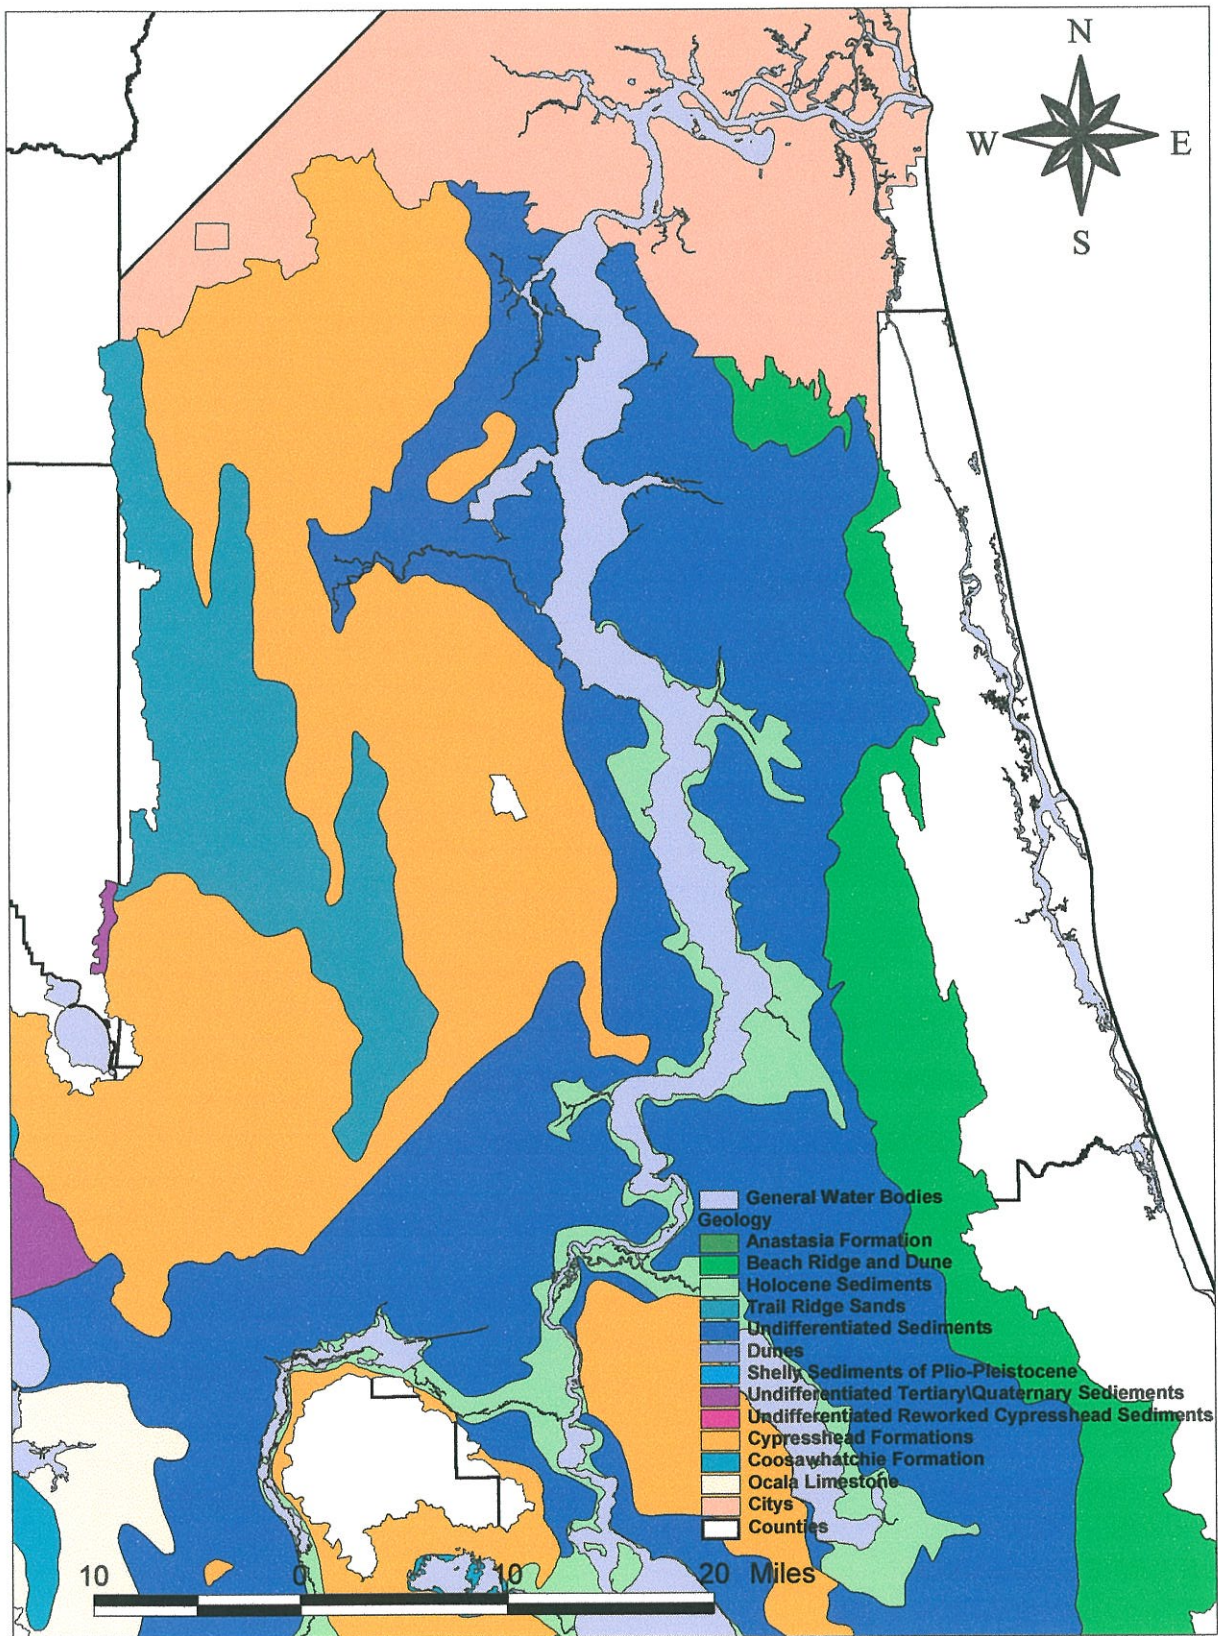 N
W E
S
General Water Bodies
Geology
Anastasia Formation
Beach Ridge and Dune
Holocene Sediments
Trail Ridge Sands
Undifferentiated Sediments
Dunes
Shelly Sediments of Plio-Pleistocene
Undifferentiated Tertiary\Quaternary Sediements
Undifferentiated Reworked Cypresshead Sediments
Cypresshead Formations
Coosawhatchie Formation
Ocala Limestone
Citys
Counties
10 0 10 20 Miles